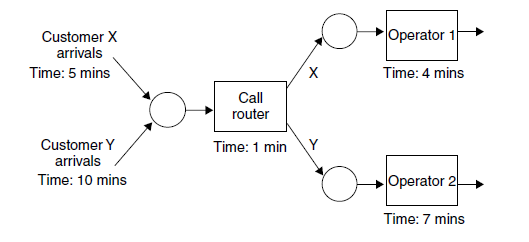 Customer X
arrivals
Time: 5 mins
Customer Y
arrivals
Time: 10 mins
Call
router
Time: 1 min
X
Y
Operator 1
Time: 4 mins
Operator 2
Time: 7 mins